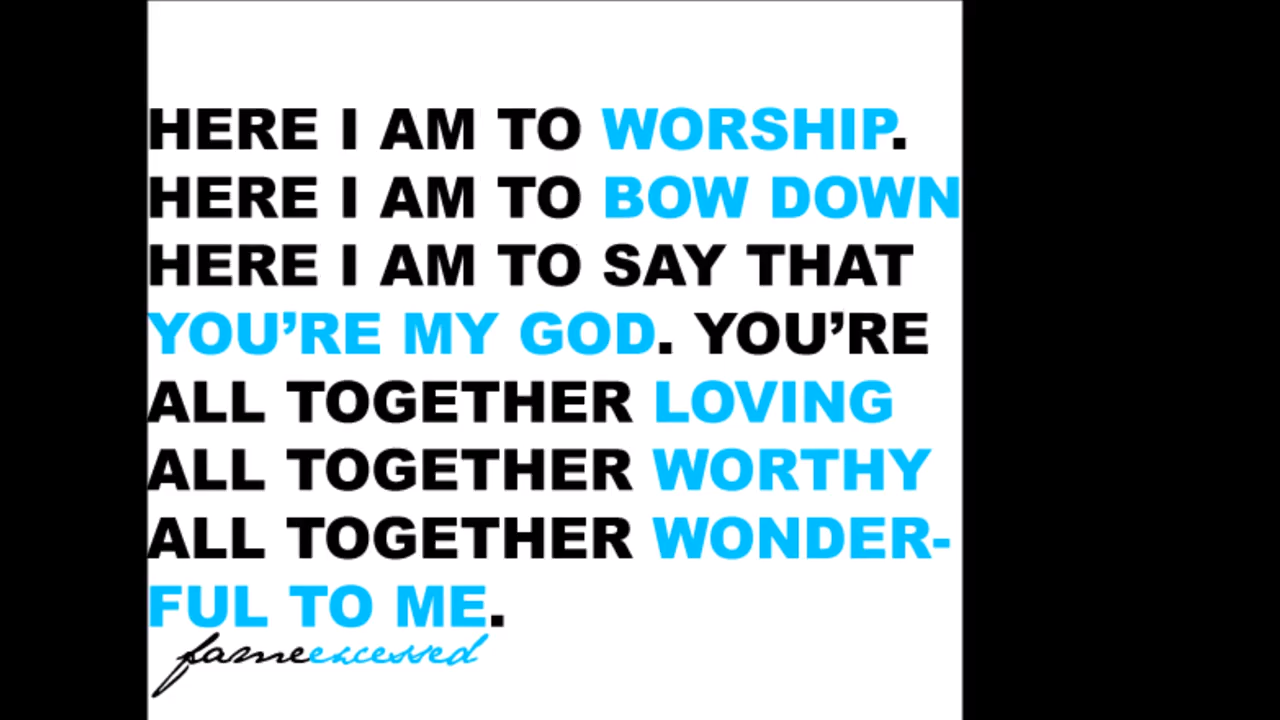 HERE I AM TO WORSHIP.
HERE I AM TO BOW DOWN
HERE I AM TO SAY THAT
YOU’RE MY GOD. YOU’RE
ALL TOGETHER LOVING
ALL TOGETHER WORTHY
ALL TOGETHER WONDER-
FUL TO ME.
fameexcessed